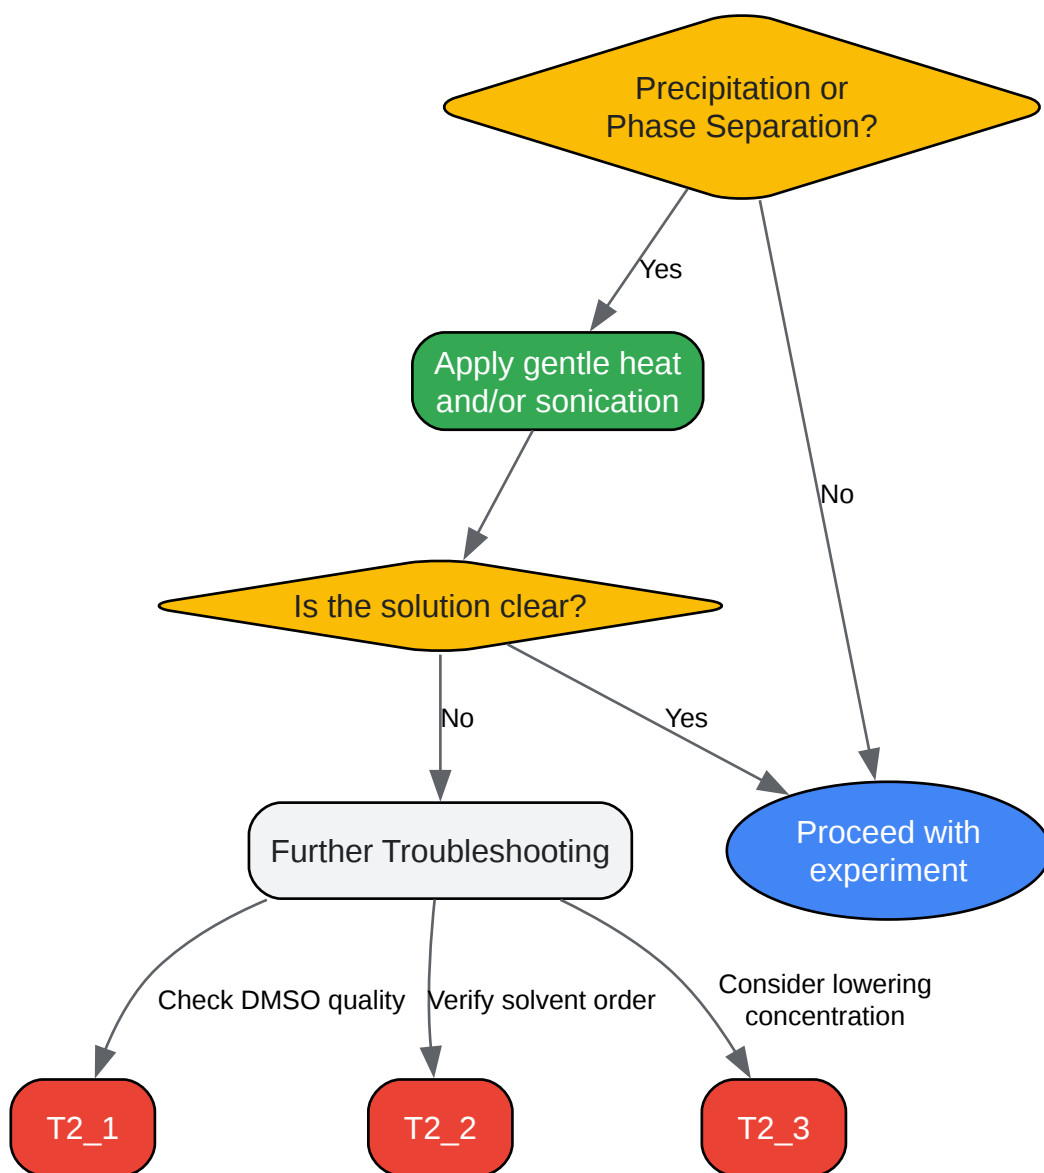 Precipitation or
Phase Separation?
Yes
Apply gentle heat
and/or sonication
No
Is the solution clear?
No
Yes
Proceed with
experiment
Further Troubleshooting
Check DMSO quality
Verify solvent order
Consider lowering
concentration
T2_1
T2_2
T2_3